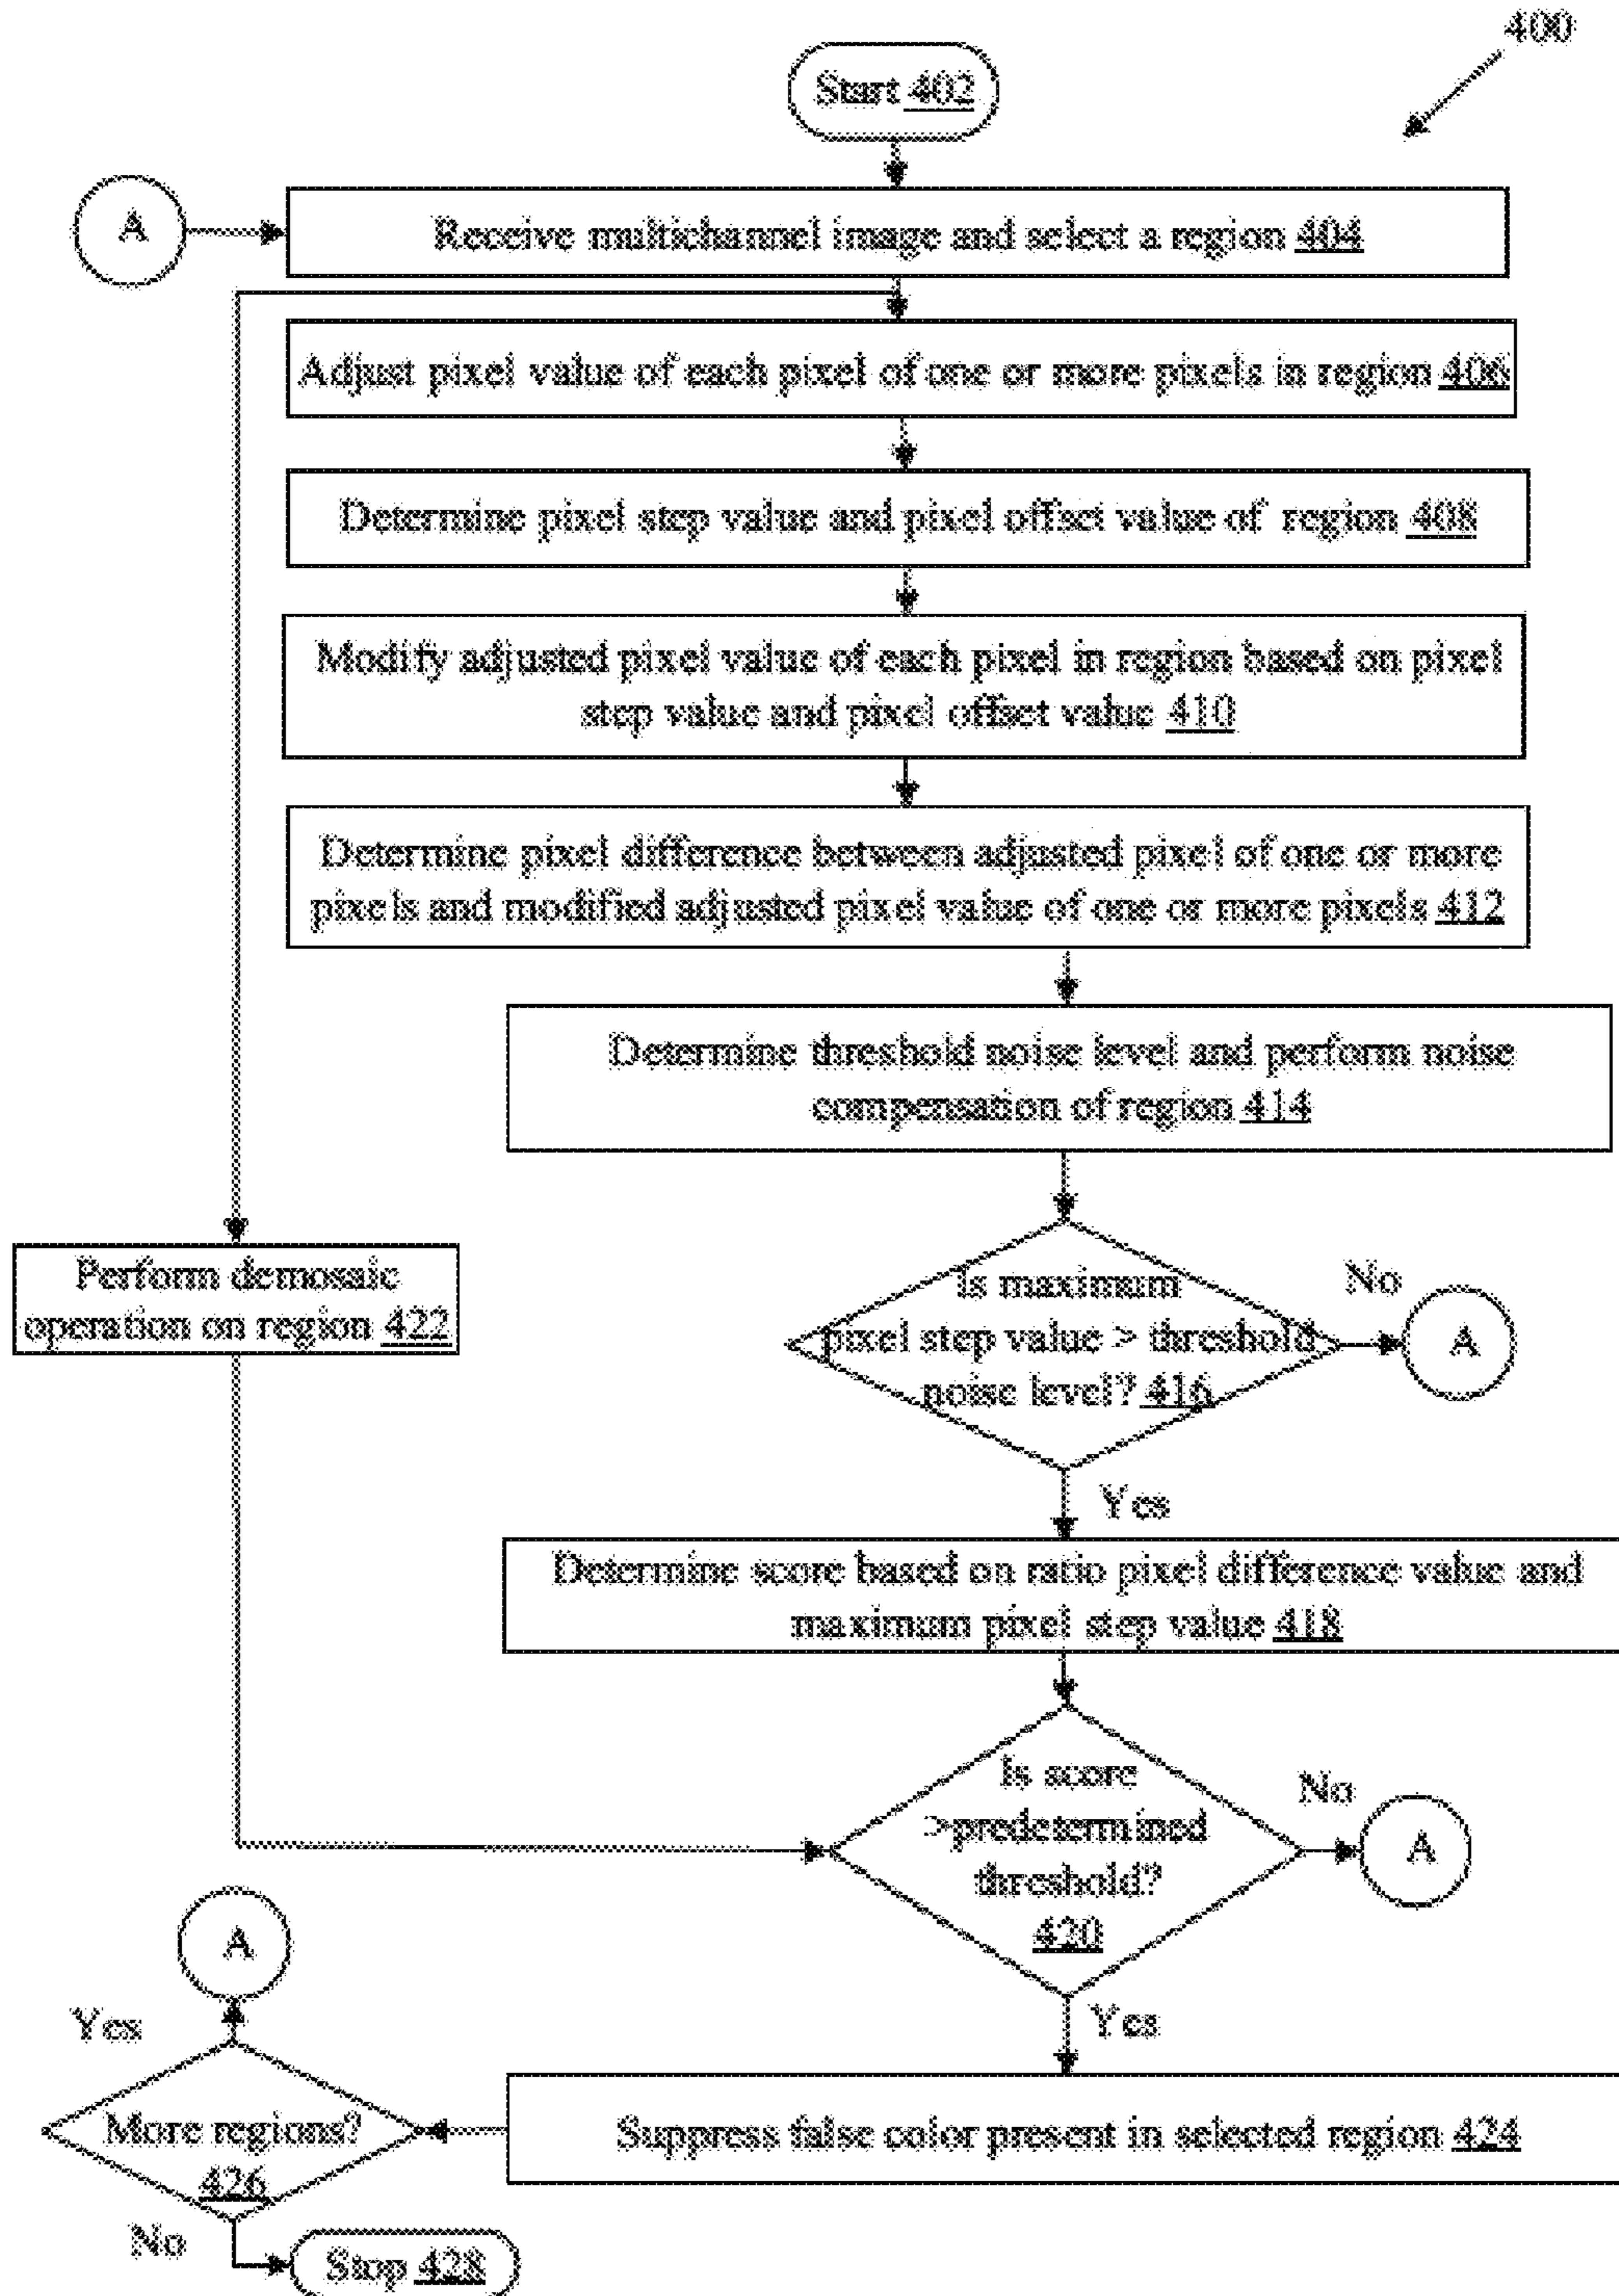 400
Start 402
A
Receive multichannel image and select a region 404
Adjust pixel value of each pixel of one or more pixels in region 406
Determine pixel step value and pixel offset value of region 408
Modify adjusted pixel value of each pixel in region based on pixel
step value and pixel offset value 410
Determine pixel difference between adjusted pixel of one or more
pixels and modified adjusted pixel value of one or more pixels 412
Determine threshold noise level and perform noise
compensation of region 414
Perform demosaic
operation on region 422
Is maximum
pixel step value > threshold
noise level? 416
No
A
Yes
Determine score based on ratio pixel difference value and
maximum pixel step value 418
Is score
>predetermined
threshold?
420
No
A
Yes
A
Yes
More regions?
426
Suppress false color present in selected region 424
No
Stop 428